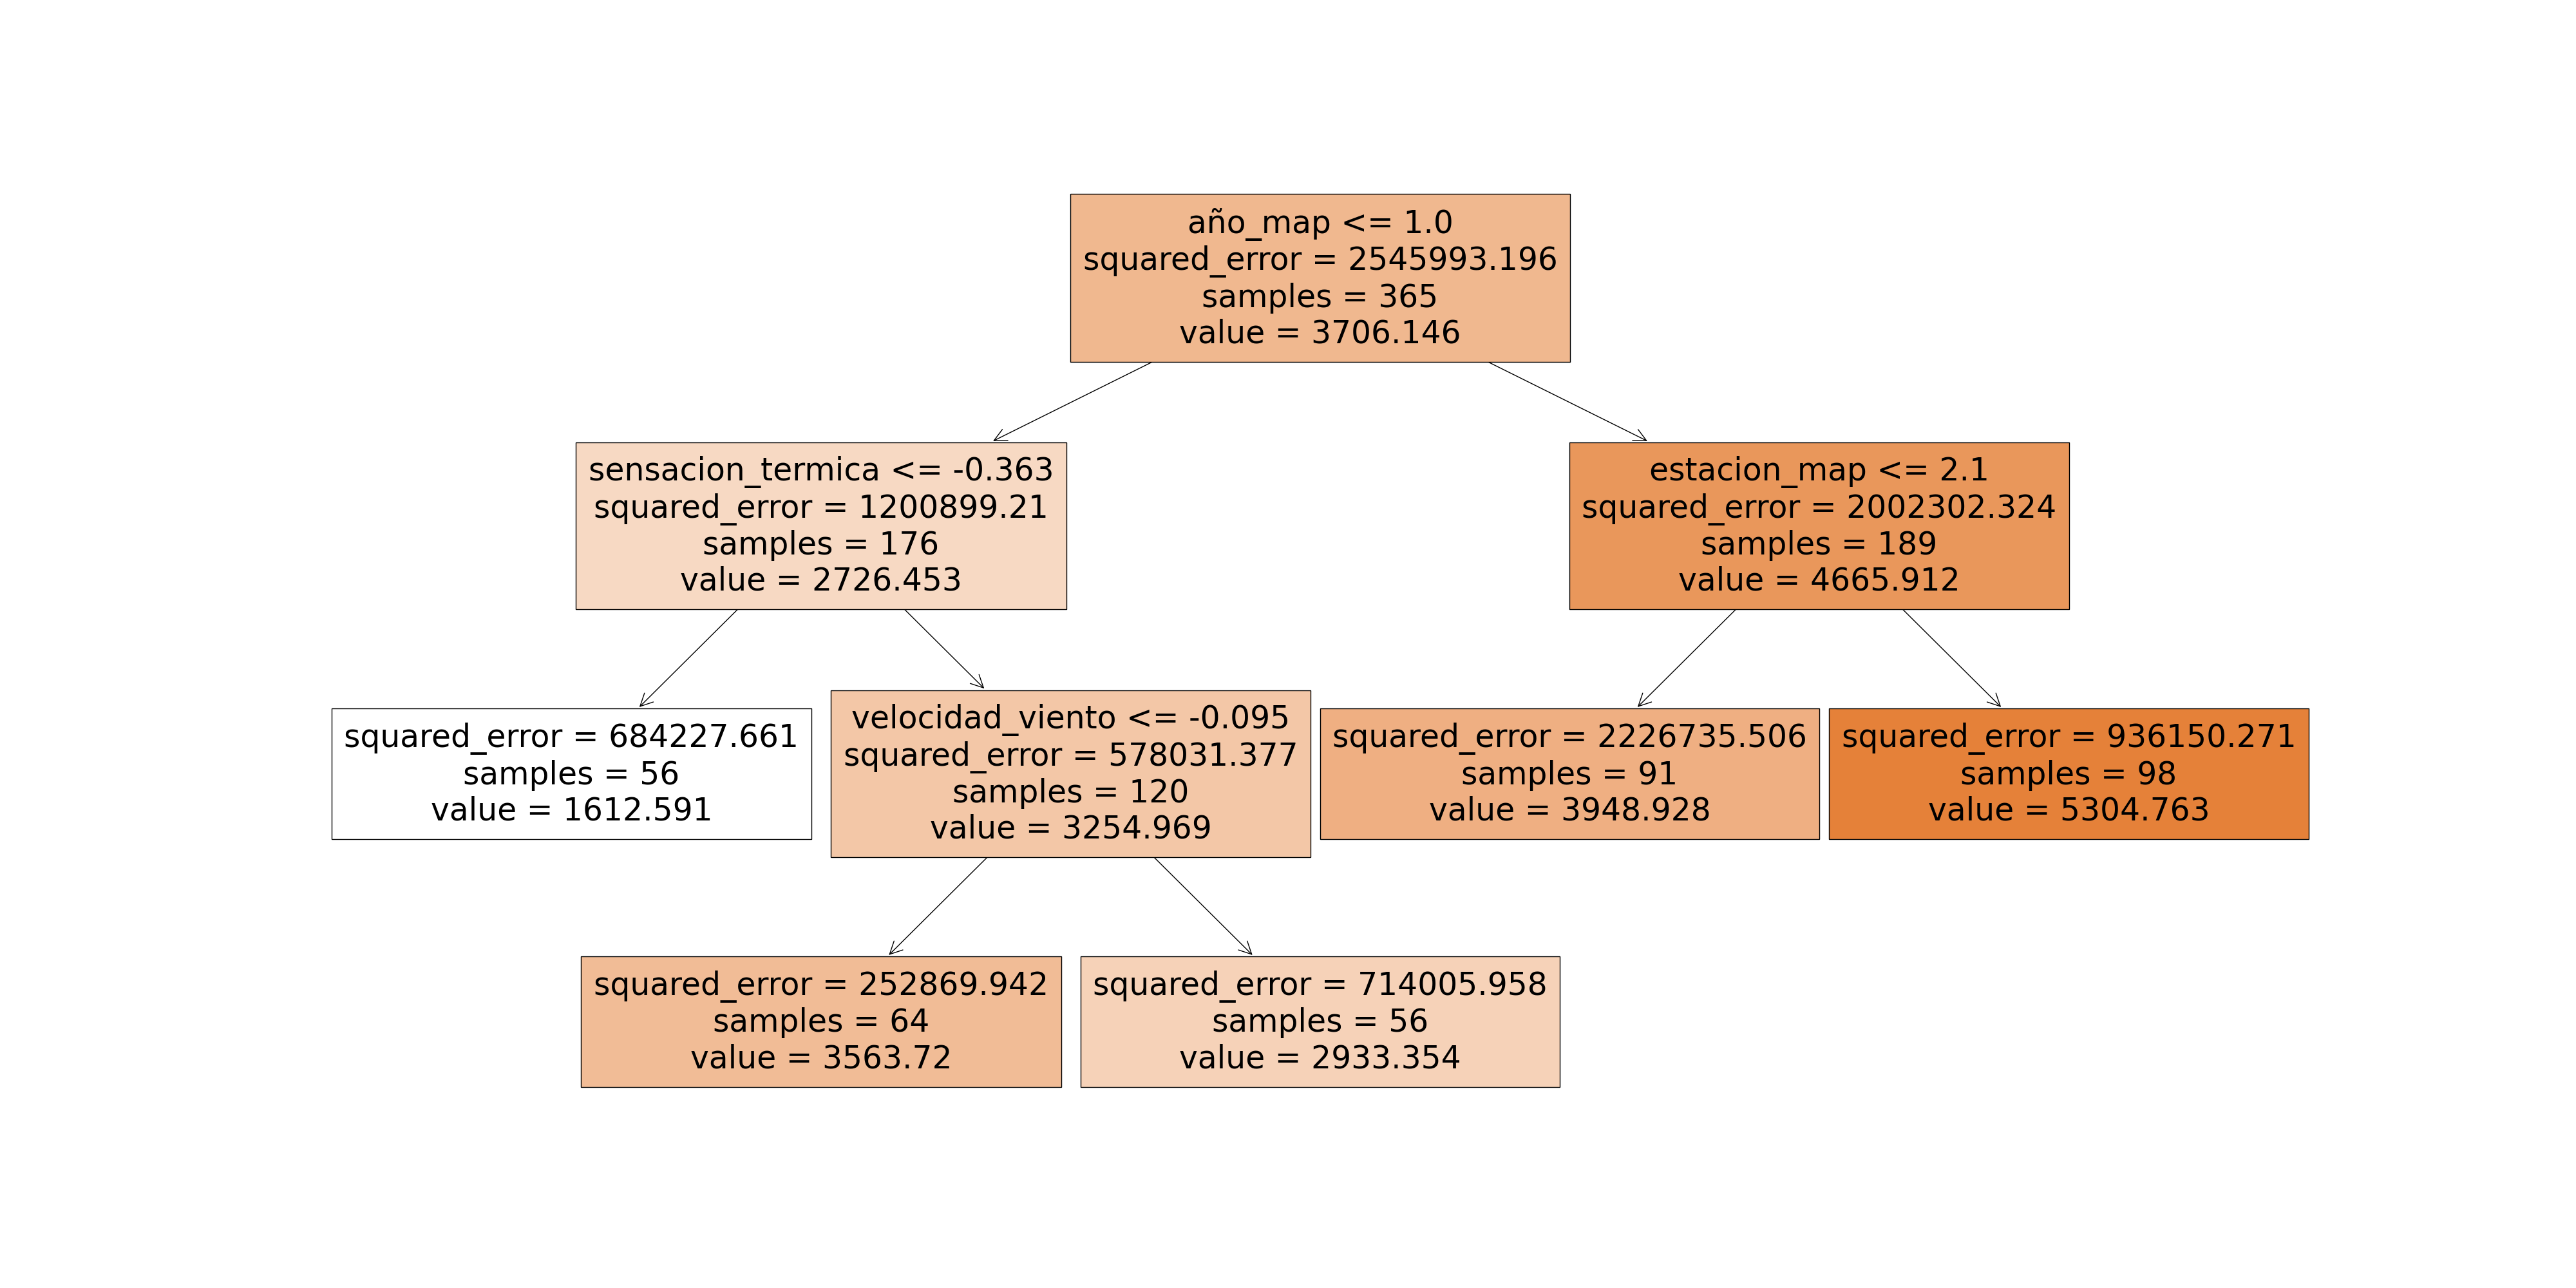 año_map <= 1.0
squared_error = 2545993.196
samples = 365
value = 3706.146
sensacion_termica <= -0.363
squared_error = 1200899.21
samples = 176
value = 2726.453
estacion_map <= 2.1
squared_error = 2002302.324
samples = 189
value = 4665.912
squared_error = 684227.661
samples = 56
value = 1612.591
velocidad_viento <= -0.095
squared_error = 578031.377
samples = 120
value = 3254.969
squared_error = 2226735.506
samples = 91
value = 3948.928
squared_error = 936150.271
samples = 98
value = 5304.763
squared_error = 252869.942
samples = 64
value = 3563.72
squared_error = 714005.958
samples = 56
value = 2933.354